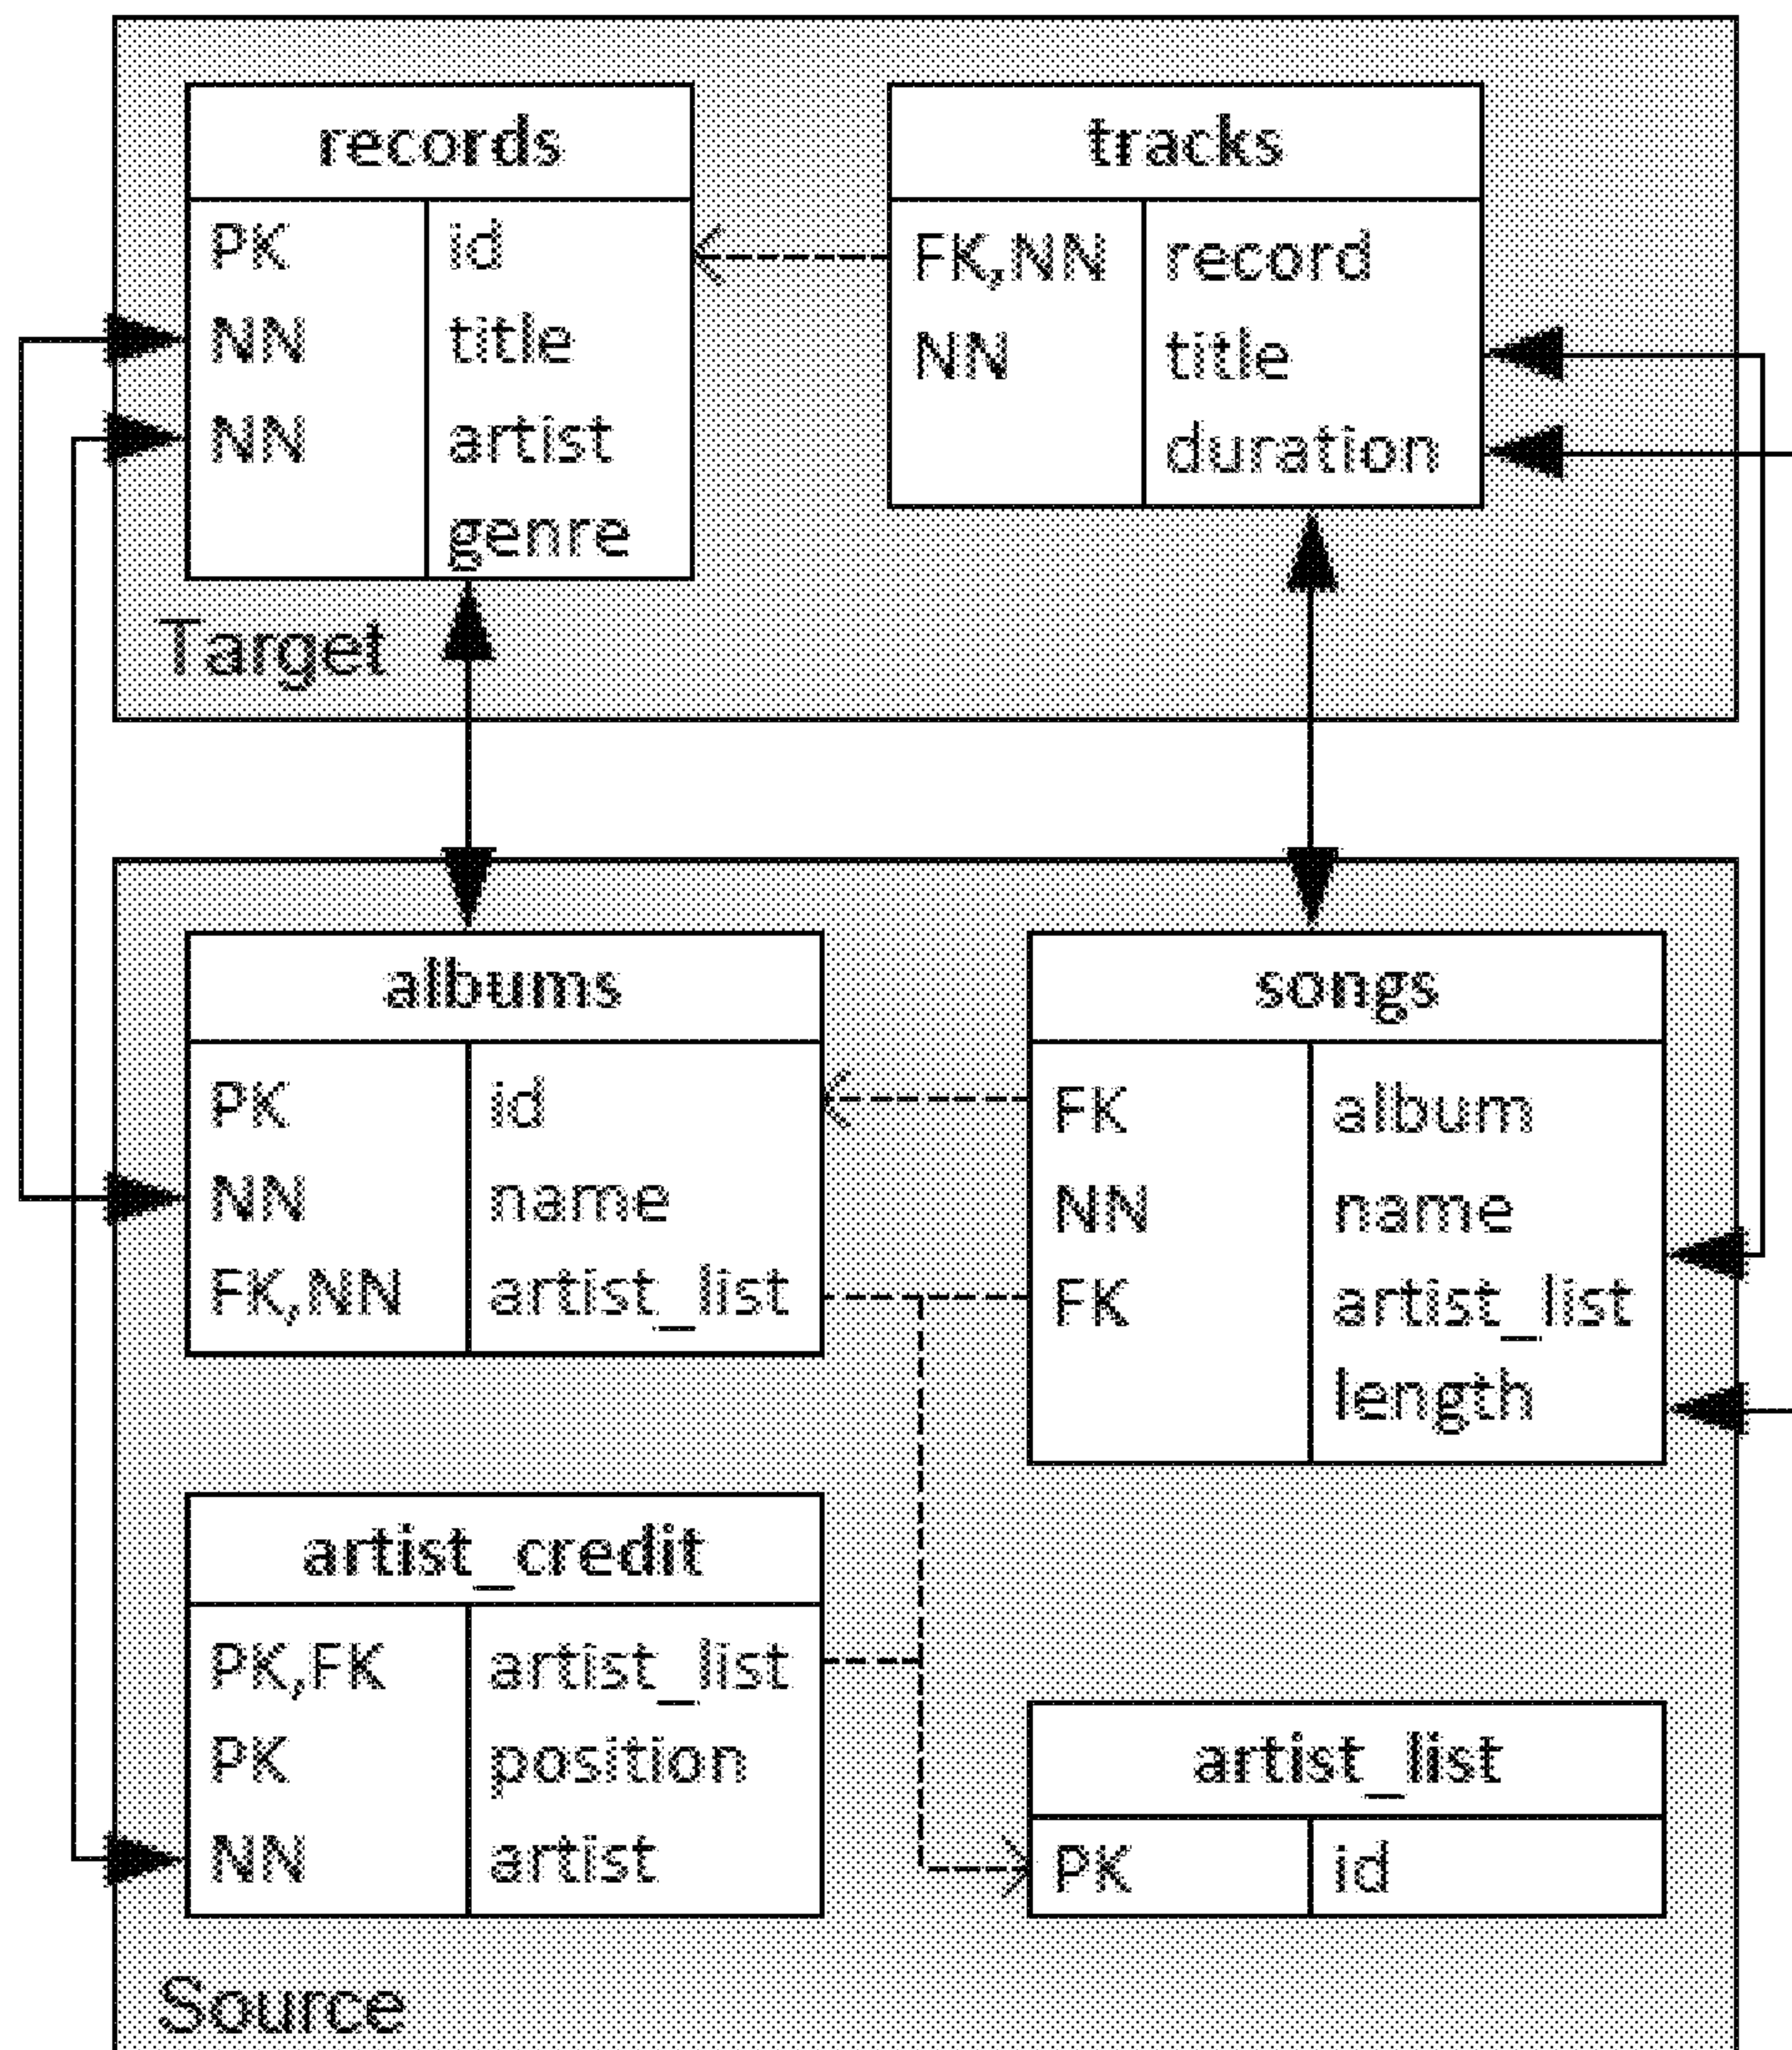 records
PK id
NN title
NN artist
genre
tracks
FK,NN record
NN title
duration
Target
albums
PK id
NN name
FK,NN artist_list
songs
FK album
NN name
FK artist_list
length
artist_credit
PK,FK artist_list
PK position
NN artist
artist_list
PK id
Source